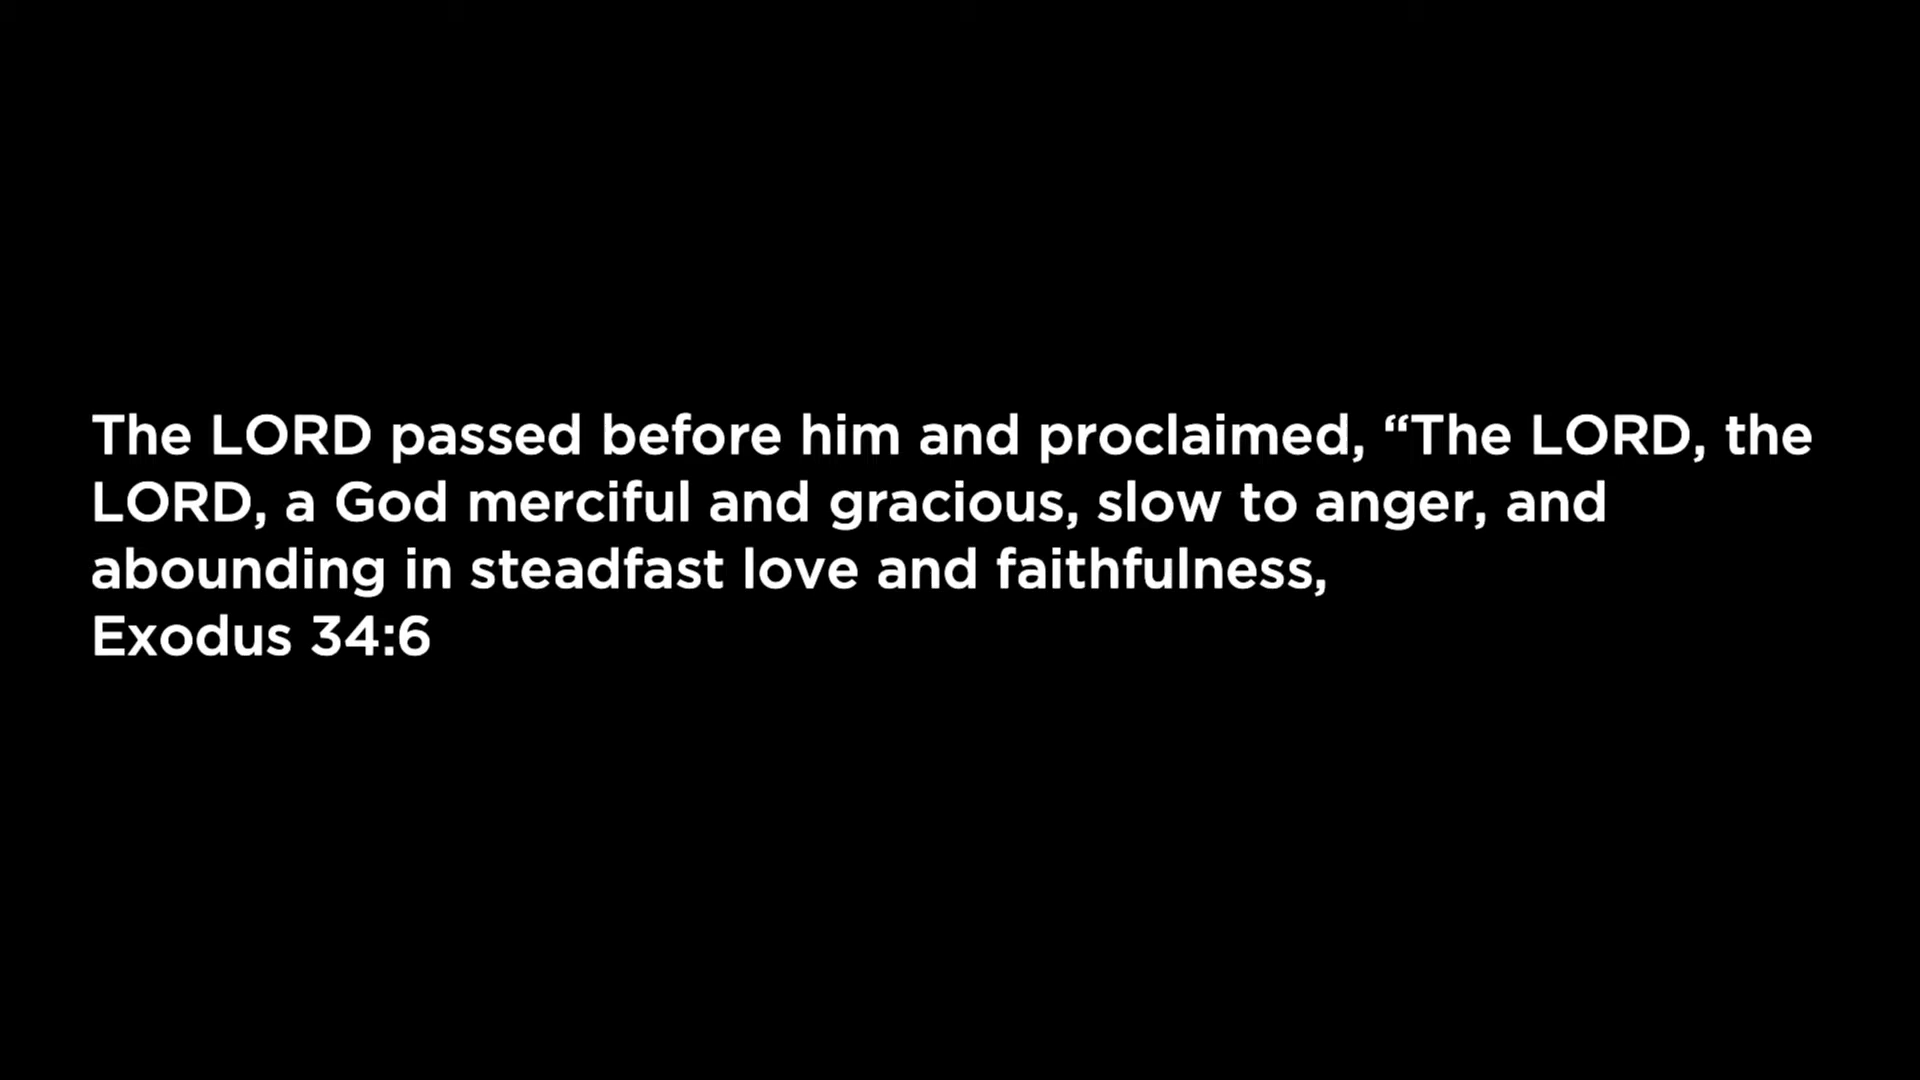 The LORD passed before him and proclaimed, “The LORD, the
LORD, a God merciful and gracious, slow to anger, and
abounding in steadfast love and faithfulness,
Exodus 34:6